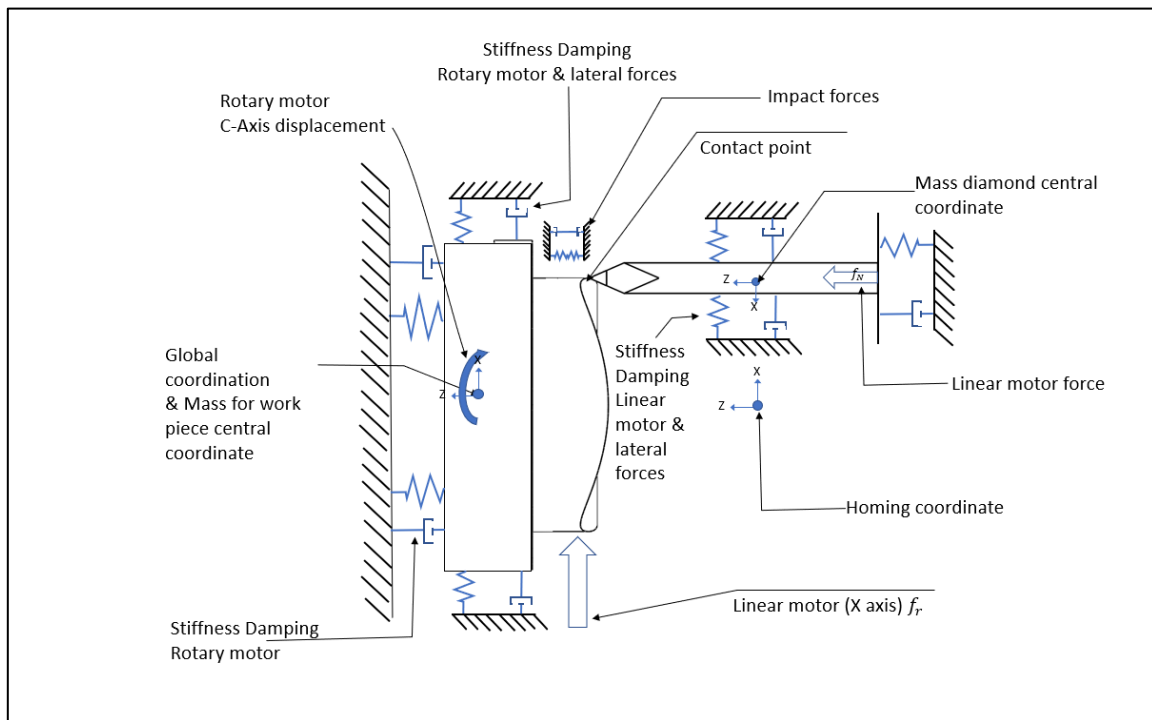 Stiffness Damping
Rotary motor & lateral forces
Rotary motor
C-Axis displacement
Impact forces
Contact point
Mass diamond central
coordinate
Z
X
f_N
Global
coordination
& Mass for work
piece central
coordinate
X
Z
Stiffness
Damping
Linear
motor &
lateral
forces
X
Z
Linear motor force
Homing coordinate
Linear motor (X axis) f_r
Stiffness Damping
Rotary motor